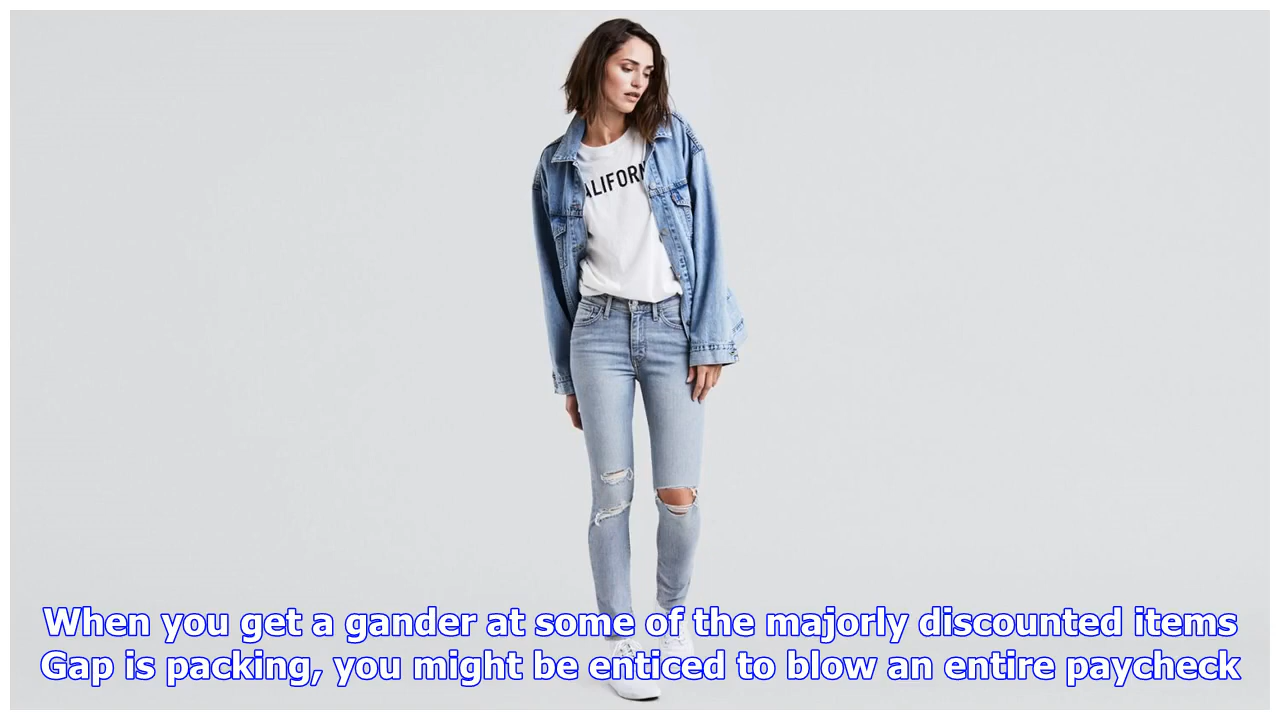 ALIFORN
When you get a gander at some of the majorly discounted items
Gap is packing, you might be enticed to blow an entire paycheck